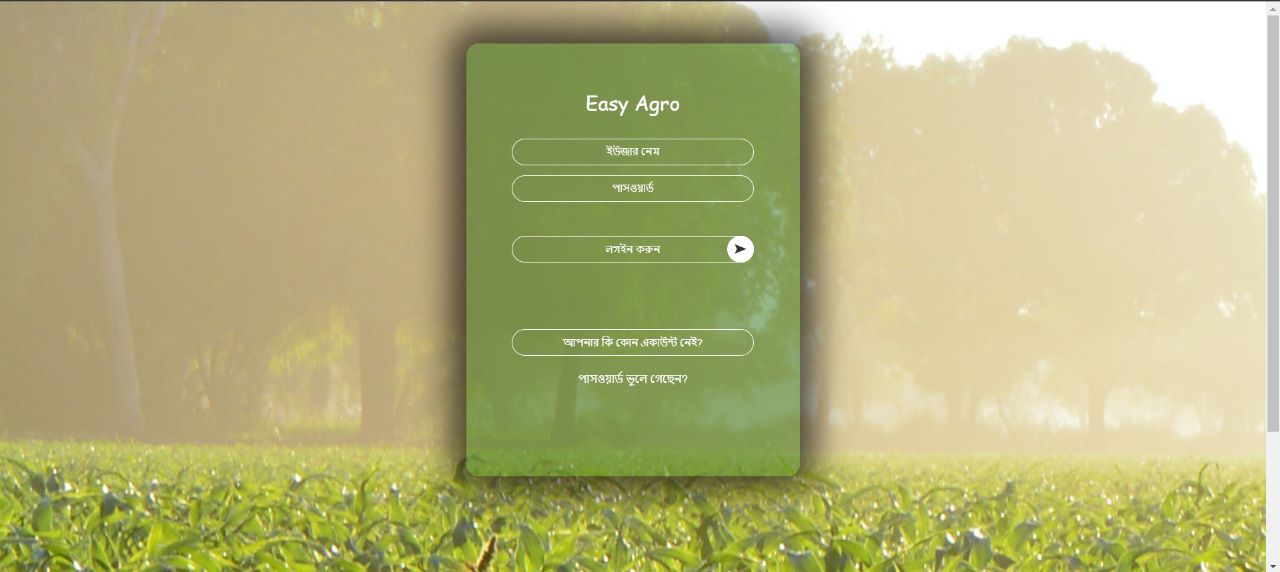 Easy Agro
ইউজার নেম
পাসওয়ার্ড
লগইন করুন
আপনার কি কোন একাউন্ট নেই?
পাসওয়ার্ড ভুলে গেছেন?